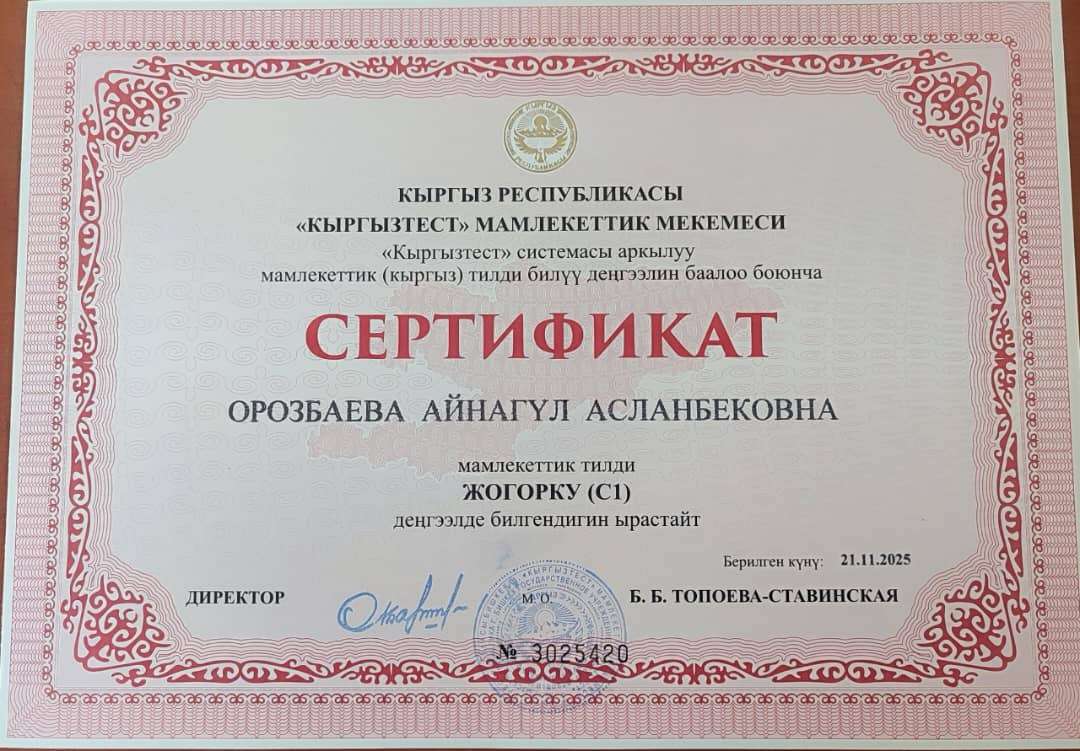 КЫРГЫЗ РЕСПУБЛИКАСЫ
«КЫРГЫЗТЕСТ» МАМЛЕКЕТТИК МЕКЕМЕСИ
«Кыргызтест» системасы аркылуу
мамлекеттик (кыргыз) тилди билүү деңгээлин баалоо боюнча
СЕРТИФИКАТ
ОРОЗБАЕВА АЙНАГҮЛ АСЛАНБЕКОВНА
мамлекеттик тилди
ЖОГОРКУ (С1)
деңгээлде билгендигин ырастайт
Берилген күнү: 21.11.2025
ДИРЕКТОР М. О. Б. Б. ТОПОЕВА-СТАВИНСКАЯ
№ 3025420